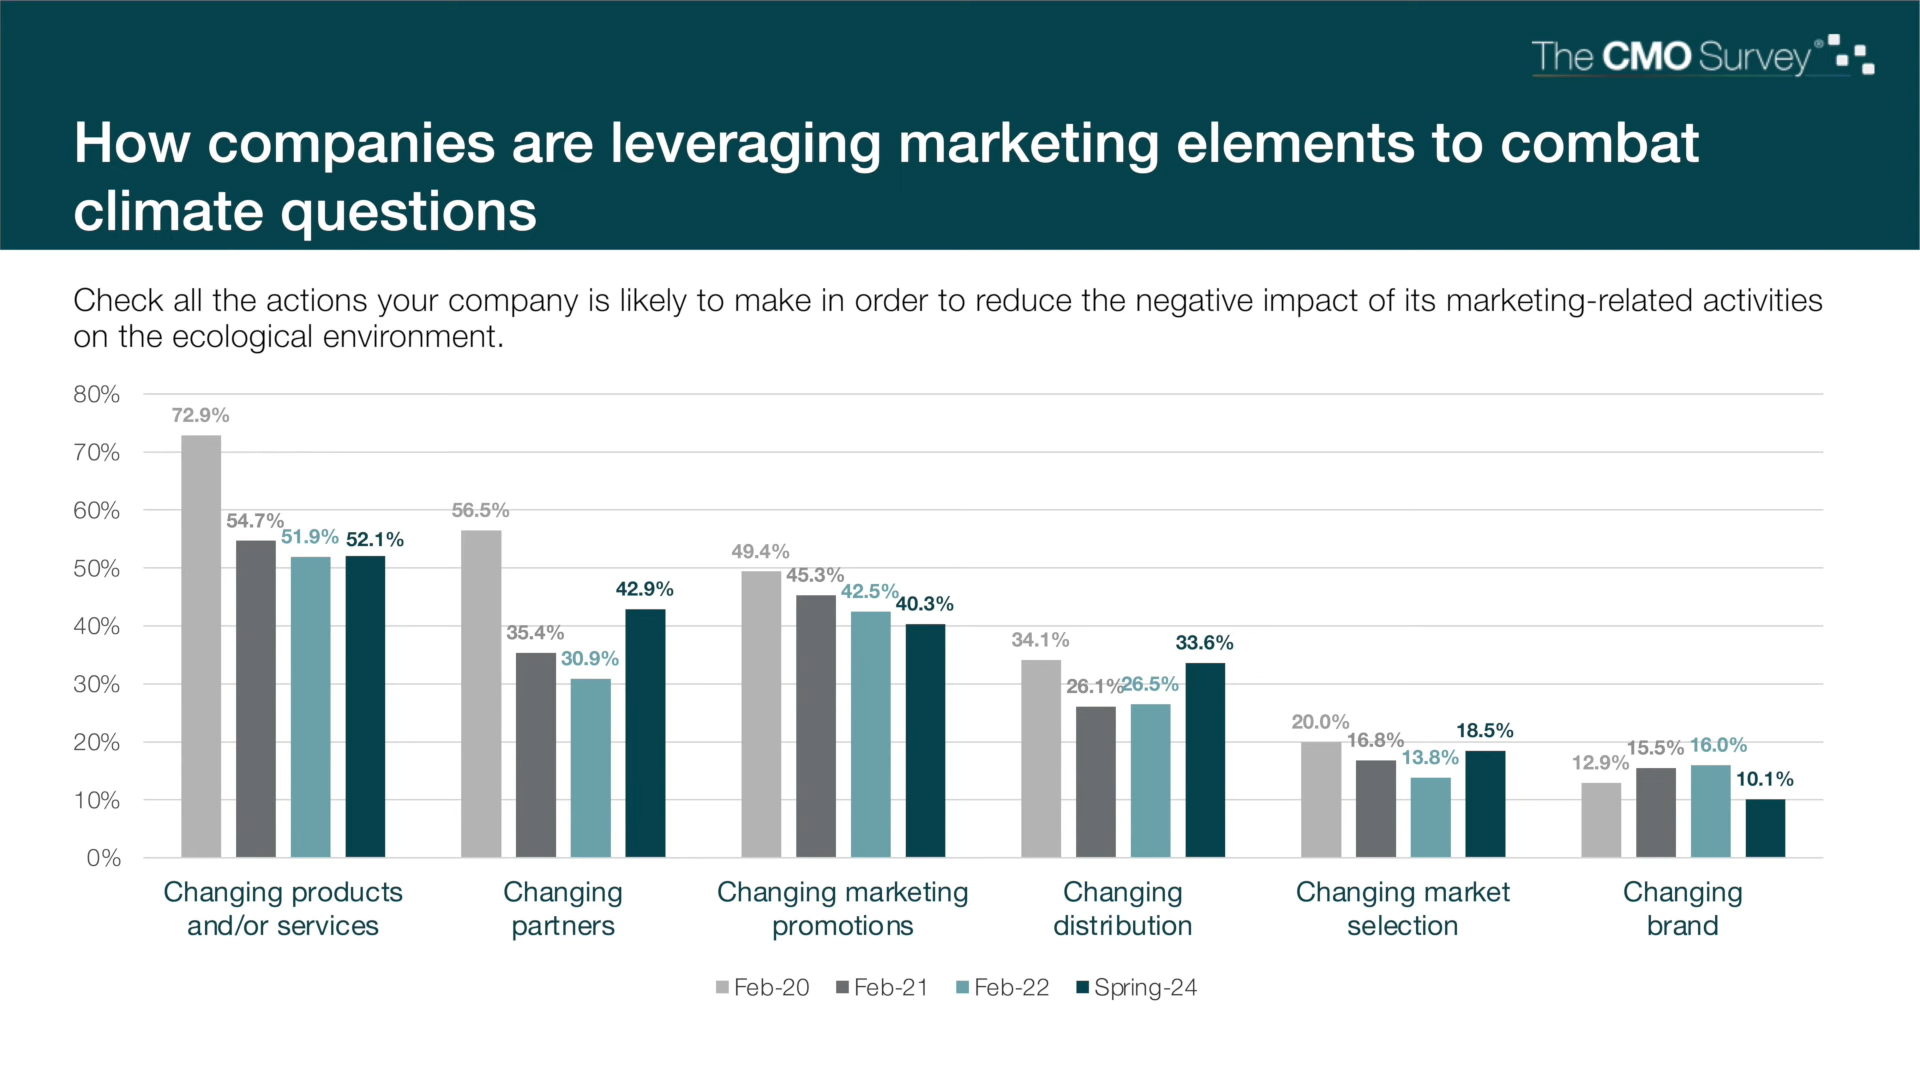 The CMO Survey®
How companies are leveraging marketing elements to combat
climate questions
Check all the actions your company is likely to make in order to reduce the negative impact of its marketing-related activities
on the ecological environment.
80%
70%
60%
50%
40%
30%
20%
10%
0%
72.9%
54.7%
51.9%
52.1%
56.5%
35.4%
30.9%
42.9%
49.4%
45.3%
42.5%
40.3%
34.1%
26.1%
26.5%
33.6%
20.0%
16.8%
13.8%
18.5%
12.9%
15.5%
16.0%
10.1%
Changing products
and/or services
Changing
partners
Changing marketing
promotions
Changing
distribution
Changing market
selection
Changing
brand
Feb-20 Feb-21 Feb-22 Spring-24